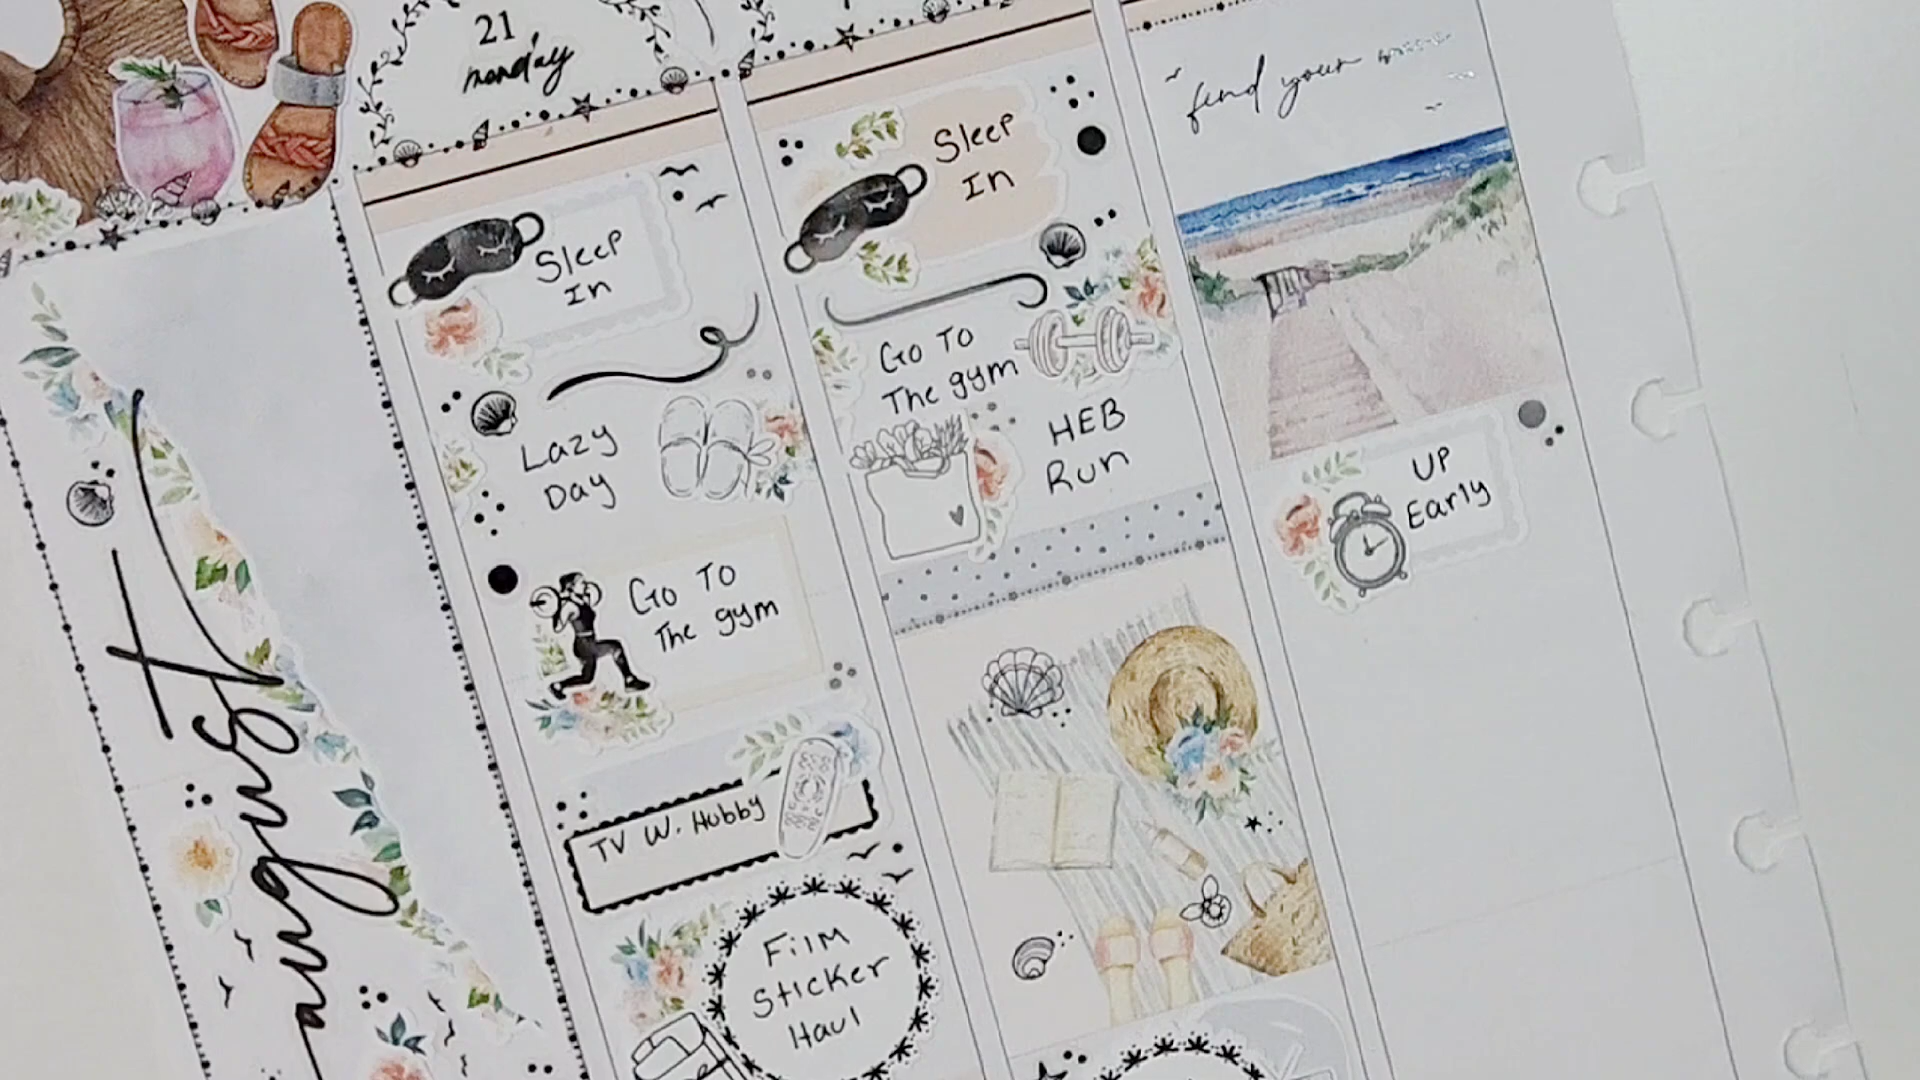 21
monday
Sleep
In
Lazy
Day
Go To
The gym
TV W. Hubby
Film
Sticker
Haul
Sleep
In
Go To
The gym
HEB
Run
find your
UP
Early
august